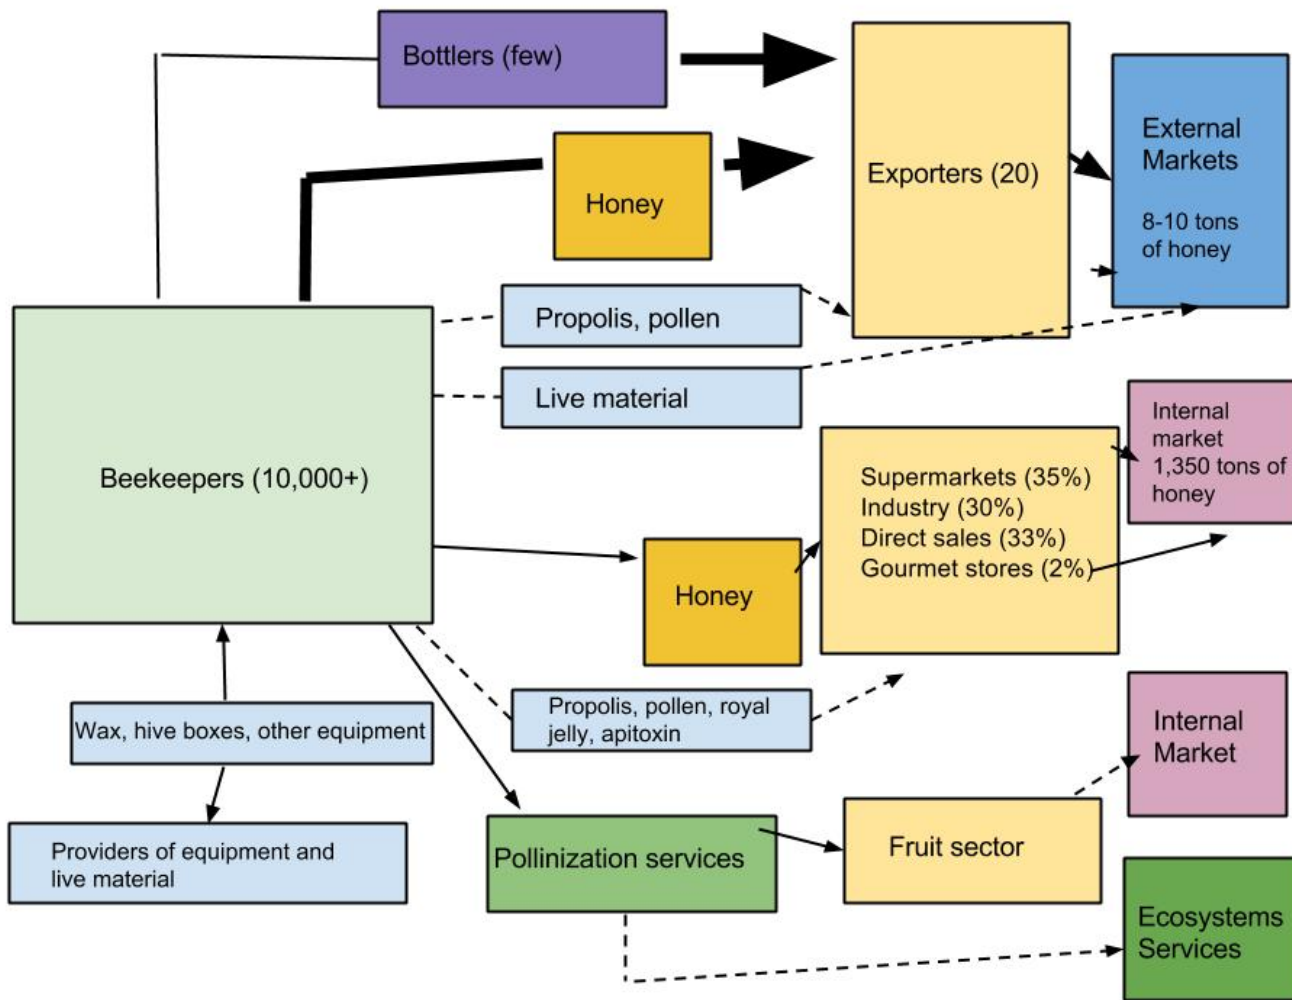 Bottlers (few)
Honey
Exporters (20)
External
Markets
8-10 tons
of honey
Propolis, pollen
Live material
Beekeepers (10,000+)
Supermarkets (35%)
Industry (30%)
Direct sales (33%)
Gourmet stores (2%)
Internal
market
1,350 tons of
honey
Honey
Propolis, pollen, royal
jelly, apitoxin
Wax, hive boxes, other equipment
Providers of equipment and
live material
Pollinization services
Fruit sector
Internal
Market
Ecosystems
Services